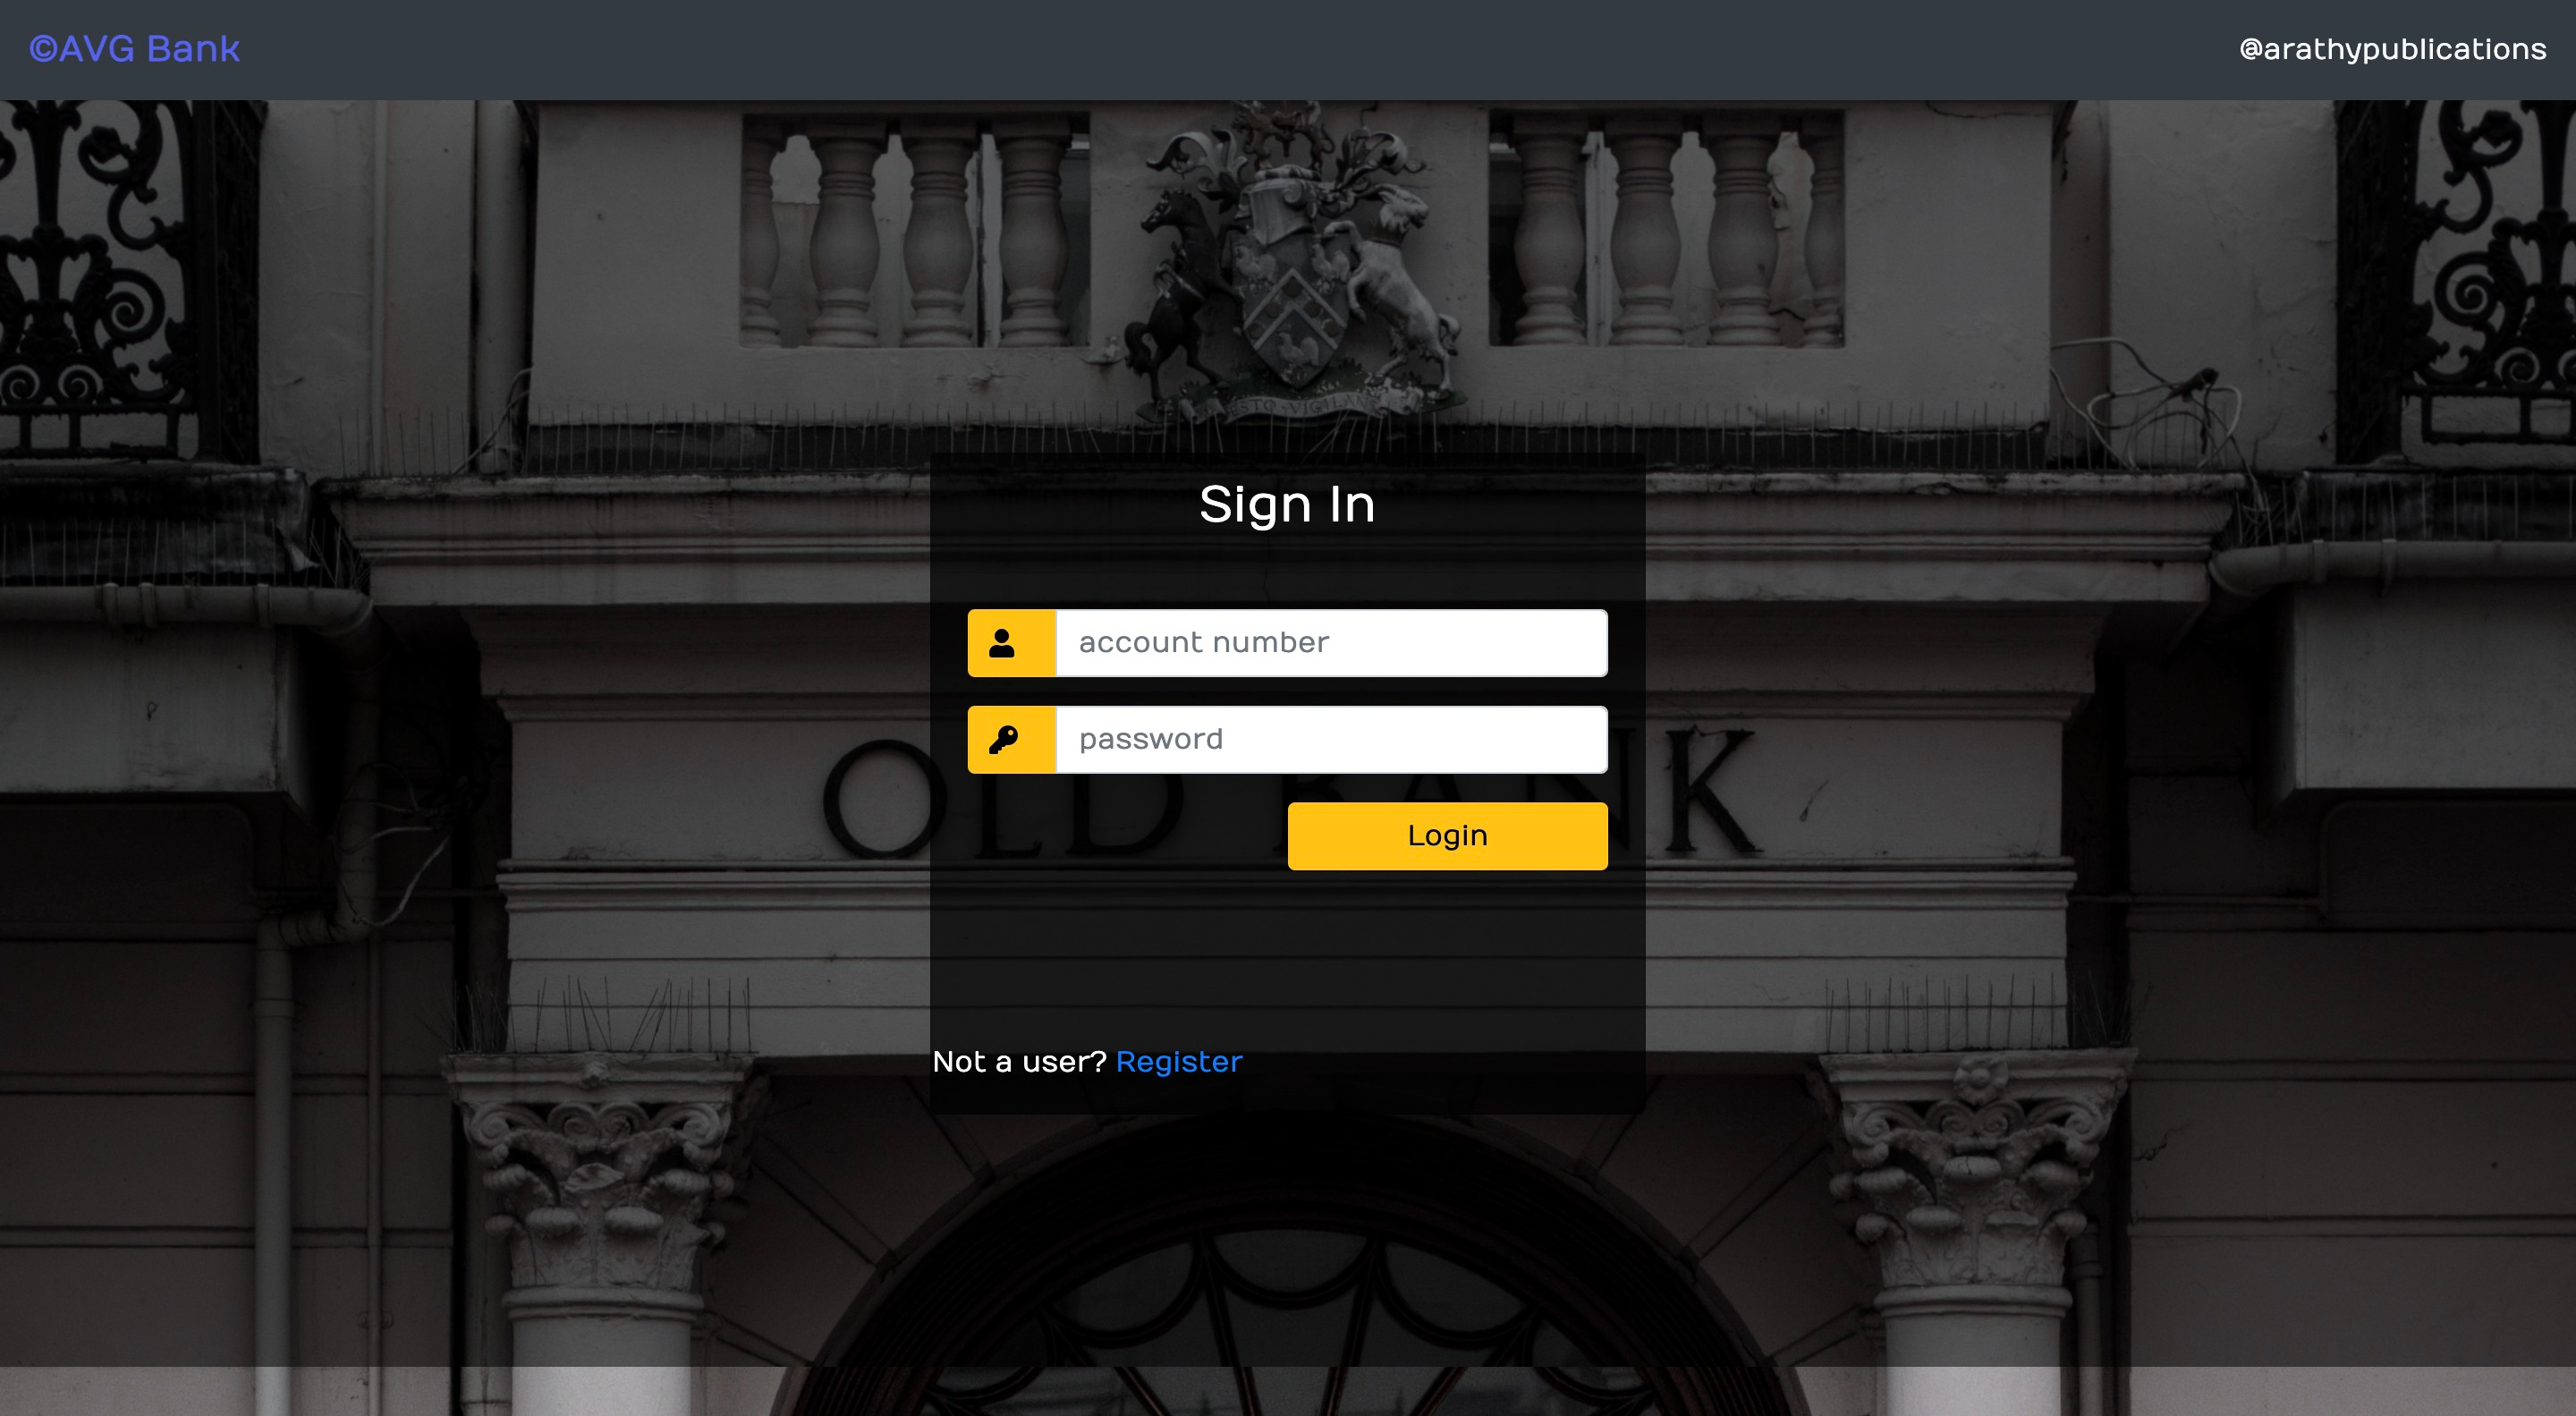 ©AVG Bank
@arathypublications
ESTO VIGILANS
Sign In
account number
password
OLD BANK
Login
Not a user? Register